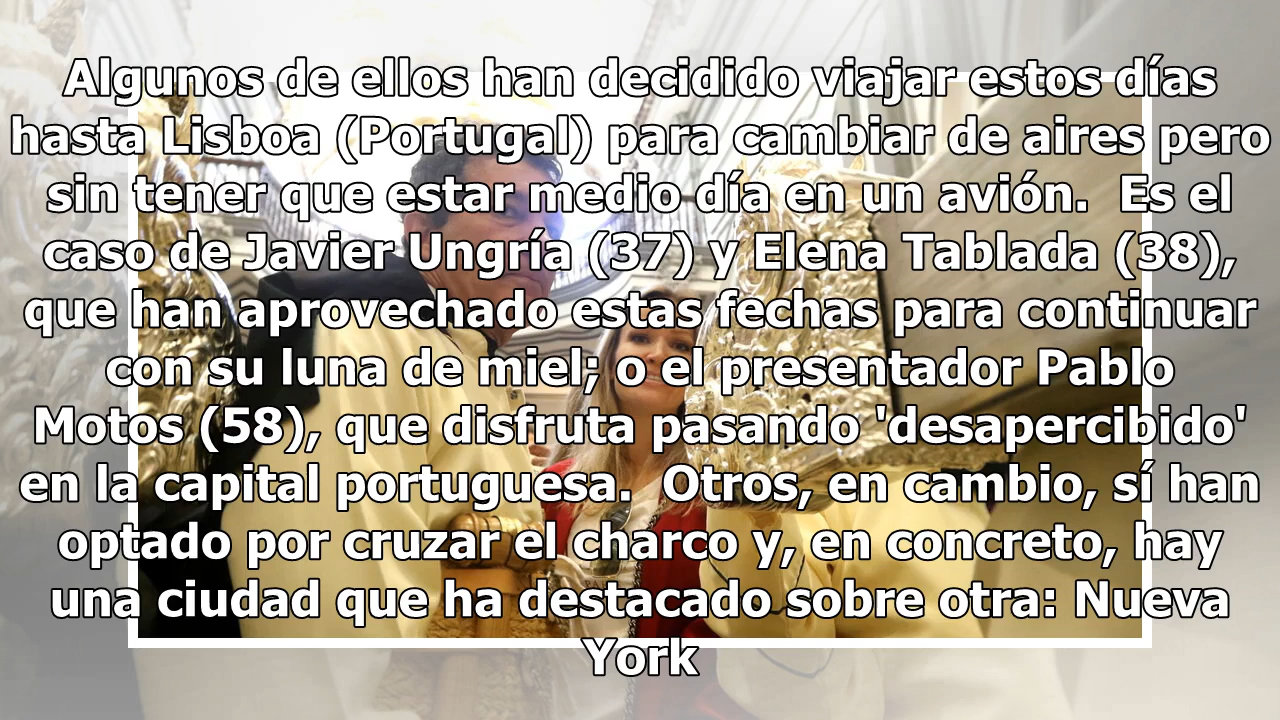 Algunos de ellos han decidido viajar estos días
hasta Lisboa (Portugal) para cambiar de aires pero
sin tener que estar medio día en un avión.  Es el
caso de Javier Ungría (37) y Elena Tablada (38),
que han aprovechado estas fechas para continuar
con su luna de miel; o el presentador Pablo
Motos (58), que disfruta pasando 'desapercibido'
en la capital portuguesa.  Otros, en cambio, sí han
optado por cruzar el charco y, en concreto, hay
una ciudad que ha destacado sobre otra: Nueva
York